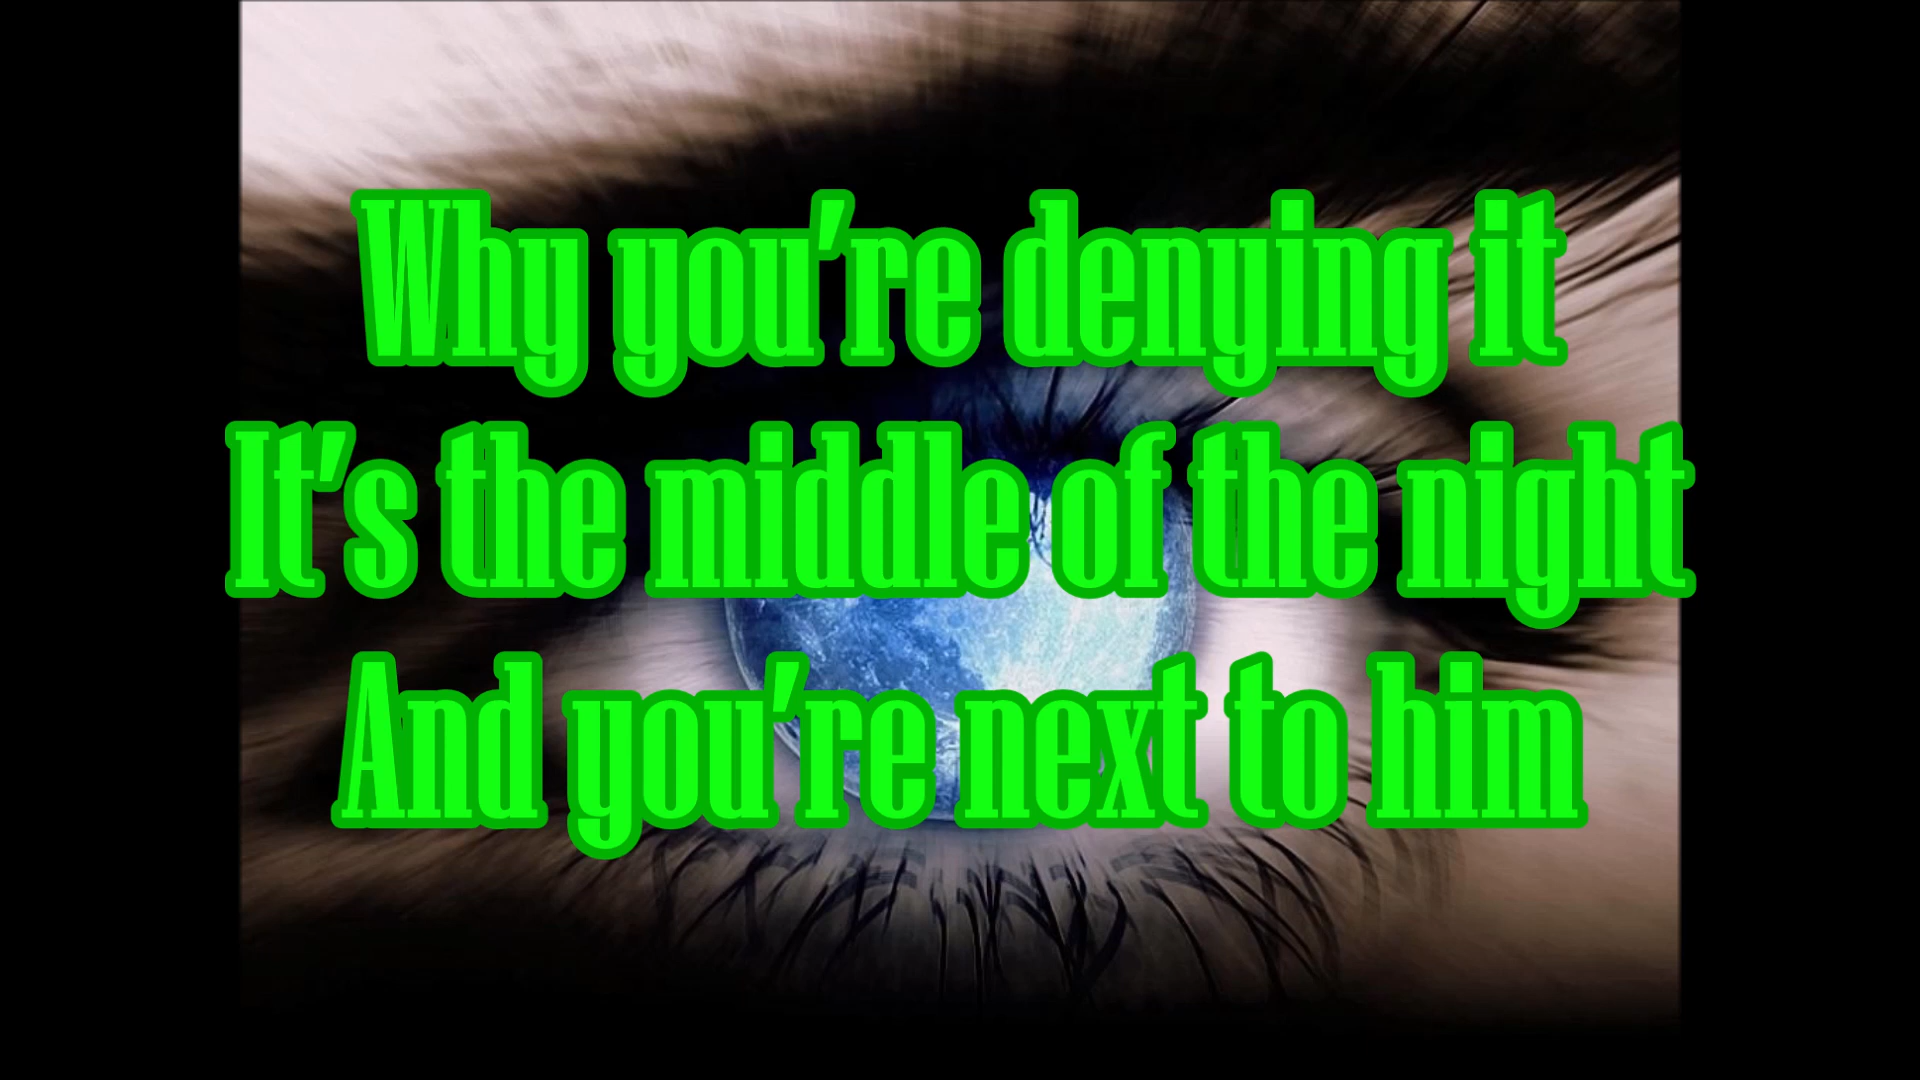 Why you're denying it
It's the middle of the night
And you're next to him